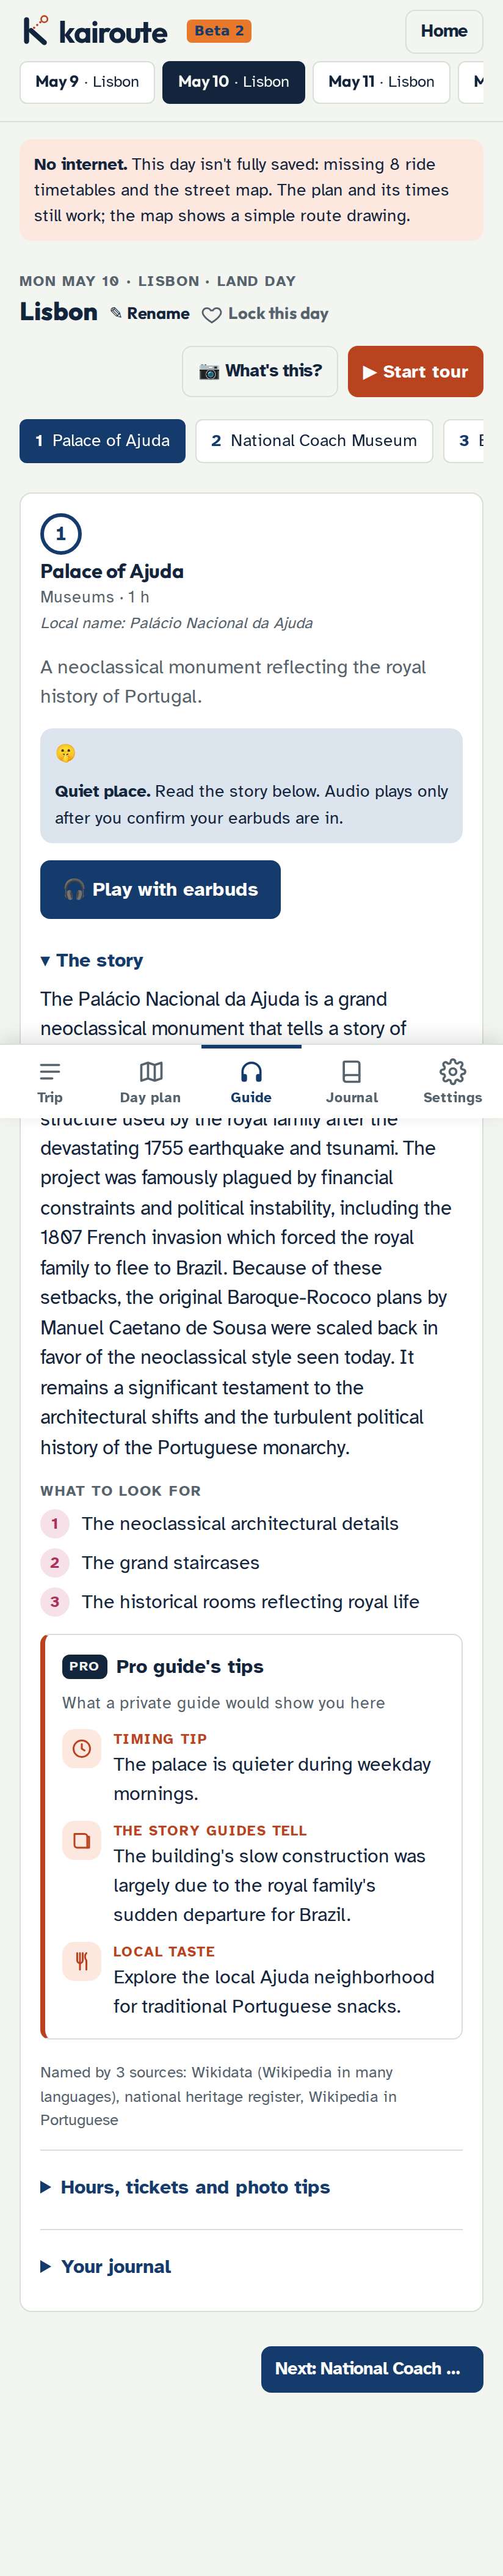 kairoute Beta 2 Home
May 9 · Lisbon May 10 · Lisbon May 11 · Lisbon
No internet. This day isn't fully saved: missing 8 ride
timetables and the street map. The plan and its times
still work; the map shows a simple route drawing.
MON MAY 10 · LISBON · LAND DAY
Lisbon ✎ Rename Lock this day
What's this? ▶ Start tour
1 Palace of Ajuda 2 National Coach Museum 3
1
Palace of Ajuda
Museums · 1 h
Local name: Palácio Nacional da Ajuda
A neoclassical monument reflecting the royal
history of Portugal.
Quiet place. Read the story below. Audio plays only
after you confirm your earbuds are in.
Play with earbuds
▾ The story
The Palácio Nacional da Ajuda is a grand
neoclassical monument that tells a story of
Trip Day plan Guide Journal Settings
structure used by the royal family after the
devastating 1755 earthquake and tsunami. The
project was famously plagued by financial
constraints and political instability, including the
1807 French invasion which forced the royal
family to flee to Brazil. Because of these
setbacks, the original Baroque-Rococo plans by
Manuel Caetano de Sousa were scaled back in
favor of the neoclassical style seen today. It
remains a significant testament to the
architectural shifts and the turbulent political
history of the Portuguese monarchy.
WHAT TO LOOK FOR
1 The neoclassical architectural details
2 The grand staircases
3 The historical rooms reflecting royal life
PRO Pro guide's tips
What a private guide would show you here
TIMING TIP
The palace is quieter during weekday
mornings.
THE STORY GUIDES TELL
The building's slow construction was
largely due to the royal family's
sudden departure for Brazil.
LOCAL TASTE
Explore the local Ajuda neighborhood
for traditional Portuguese snacks.
Named by 3 sources: Wikidata (Wikipedia in many
languages), national heritage register, Wikipedia in
Portuguese
▶ Hours, tickets and photo tips
▶ Your journal
Next: National Coach ...